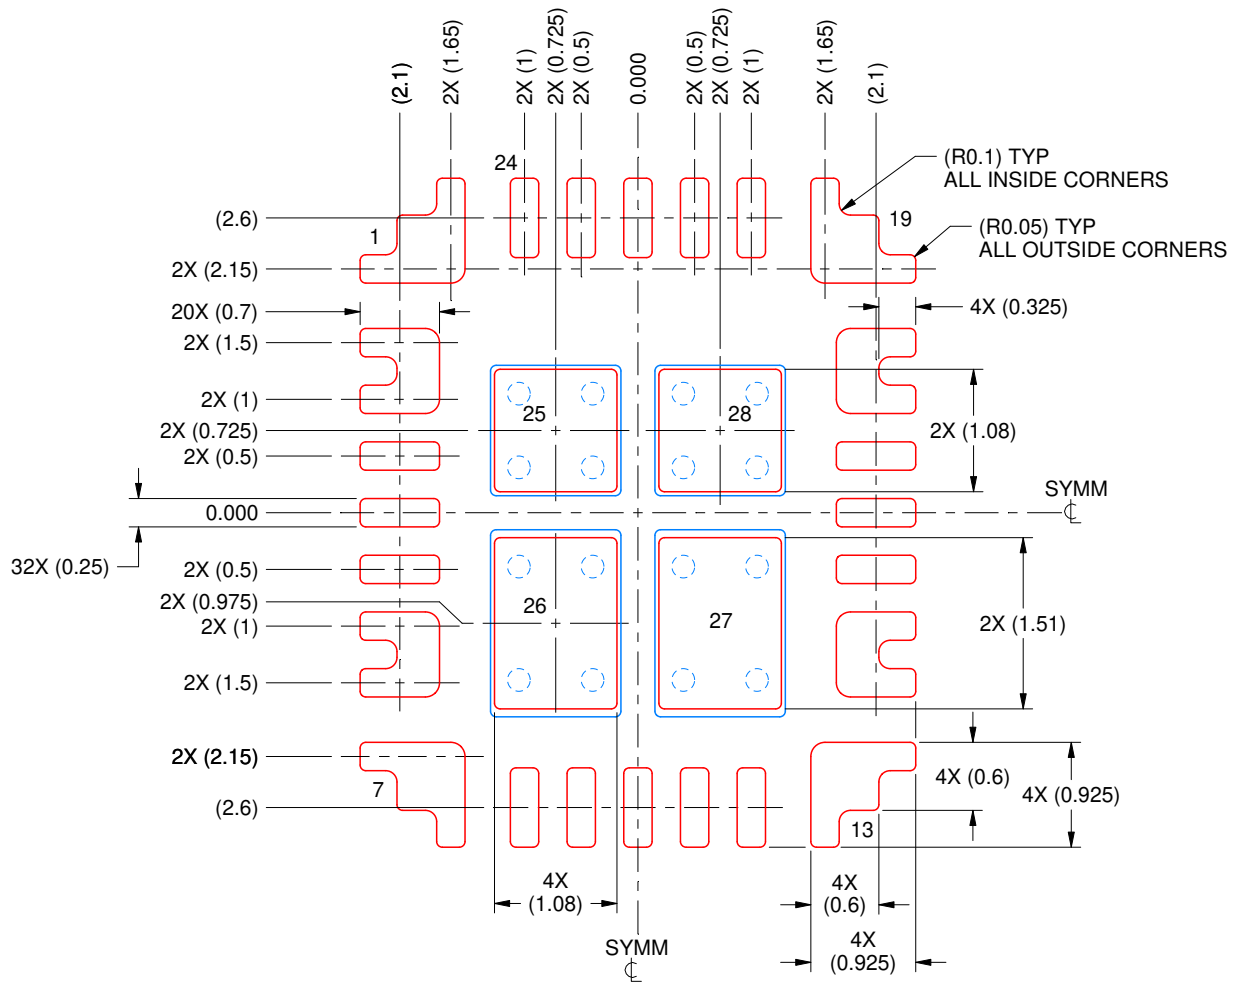 (2.1)
2X (1.65)
2X (1)
2X (0.725)
2X (0.5)
0.000
2X (0.5)
2X (0.725)
2X (1)
2X (1.65)
(2.1)
(R0.1) TYP
ALL INSIDE CORNERS
24
(2.6)
1
19
(R0.05) TYP
ALL OUTSIDE CORNERS
2X (2.15)
20X (0.7)
4X (0.325)
2X (1.5)
2X (1)
25
28
2X (0.725)
2X (1.08)
2X (0.5)
SYMM
0.000
32X (0.25)
2X (0.5)
2X (0.975)
26
27
2X (1)
2X (1.51)
2X (1.5)
2X (2.15)
4X (0.6)
7
4X (0.925)
(2.6)
13
4X
(1.08)
4X
(0.6)
SYMM
4X
(0.925)